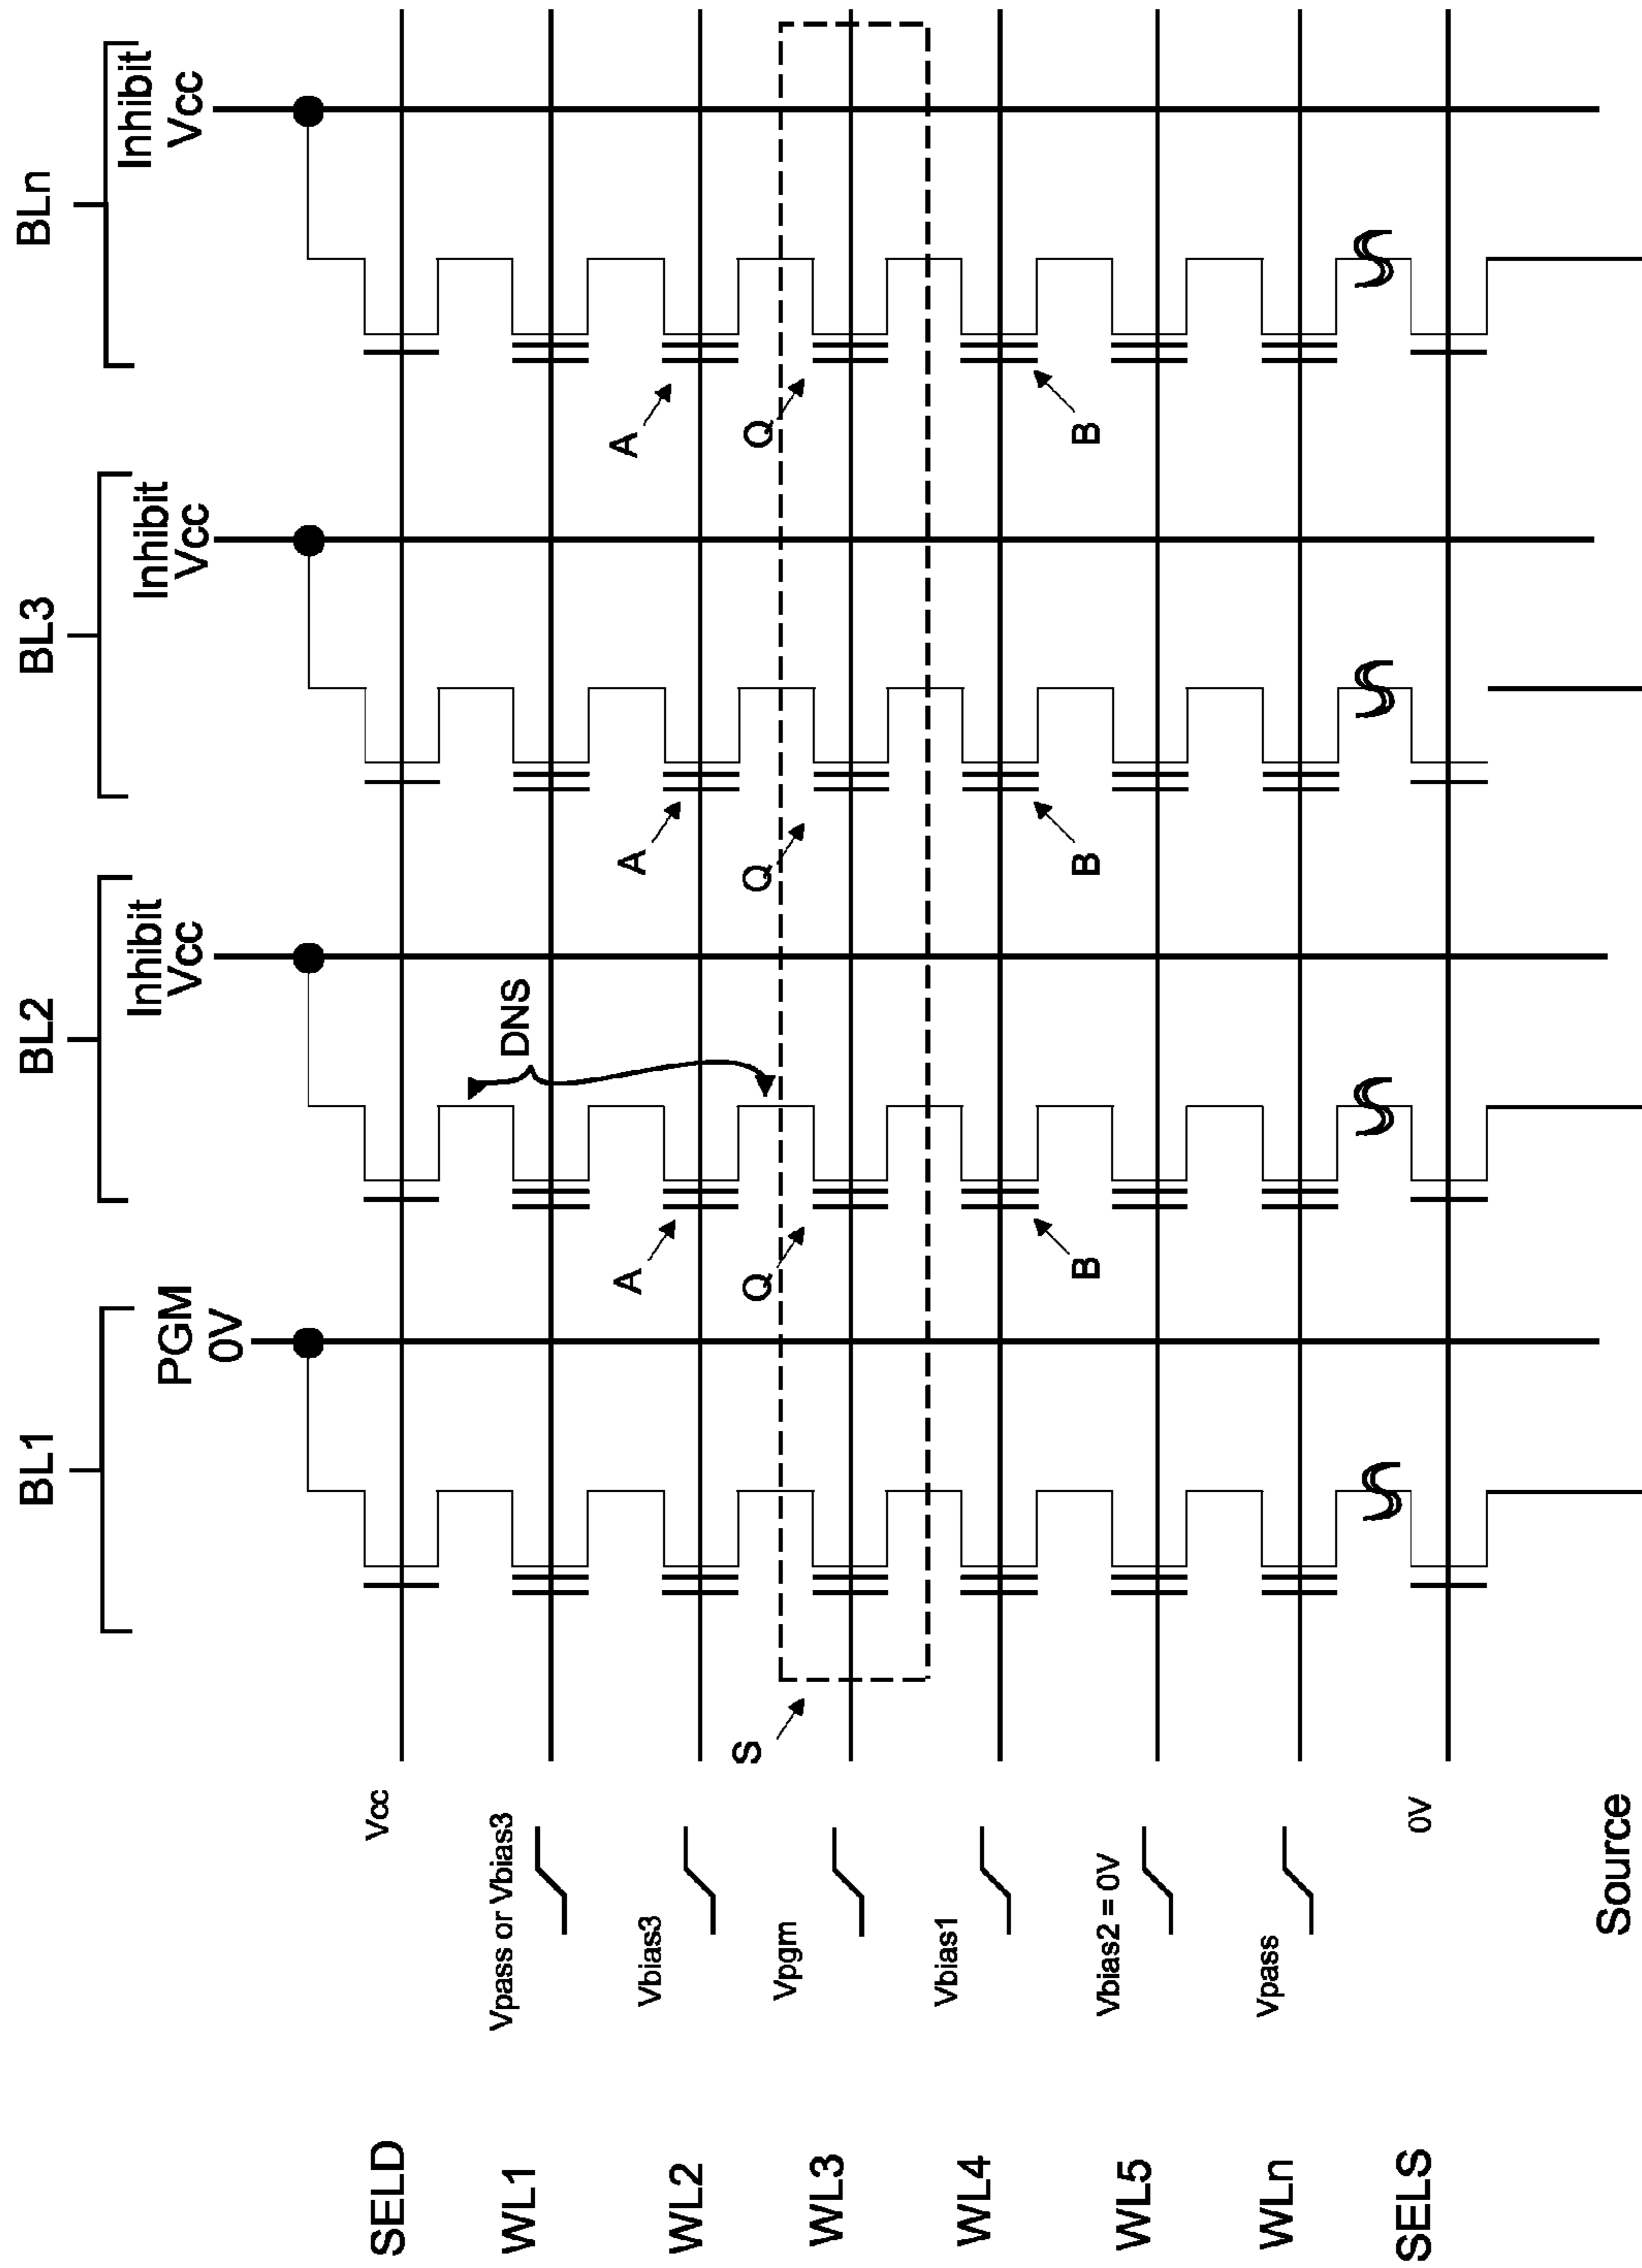 BL1
BL2
BL3
BLn
PGM
0V
Inhibit
Vcc
Inhibit
Vcc
Inhibit
Vcc
SELD
Vcc
WL1
Vpass or Vbias3
DNS
WL2
Vbias3
A
A
A
WL3
Vpgm
S
Q
Q
Q
WL4
Vbias1
B
B
B
WL5
Vbias2 = 0V
WLn
Vpass
SELS
0V
Source